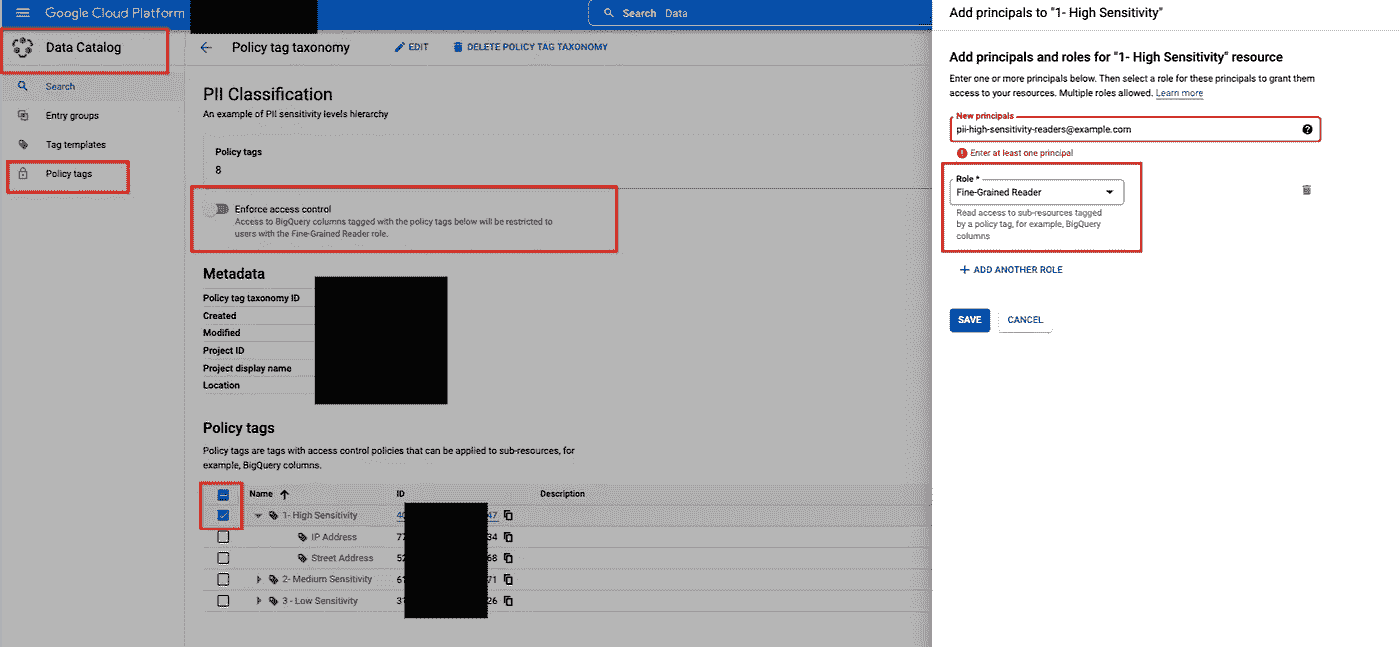 Google Cloud Platform
Search Data
Data Catalog
Search
Entry groups
Tag templates
Policy tags
Policy tag taxonomy
EDIT
DELETE POLICY TAG TAXONOMY
PII Classification
An example of PII sensitivity levels hierarchy
Policy tags
8
Enforce access control
Access to BigQuery columns tagged with the policy tags below will be restricted to
users with the Fine-Grained Reader role.
Metadata
Policy tag taxonomy ID
Created
Modified
Project ID
Project display name
Location
Policy tags
Policy tags are tags with access control policies that can be applied to sub-resources, for
example, BigQuery columns.
Name ID Description
1- High Sensitivity 47
IP Address 77 34
Street Address 52 68
2- Medium Sensitivity 71
3 - Low Sensitivity 26
Add principals to "1- High Sensitivity"
Add principals and roles for "1- High Sensitivity" resource
Enter one or more principals below. Then select a role for these principals to grant them
access to your resources. Multiple roles allowed. Learn more
New principals
pii-high-sensitivity-readers@example.com
Enter at least one principal
Role *
Fine-Grained Reader
Read access to sub-resources tagged
by a policy tag, for example, BigQuery
columns
ADD ANOTHER ROLE
SAVE CANCEL